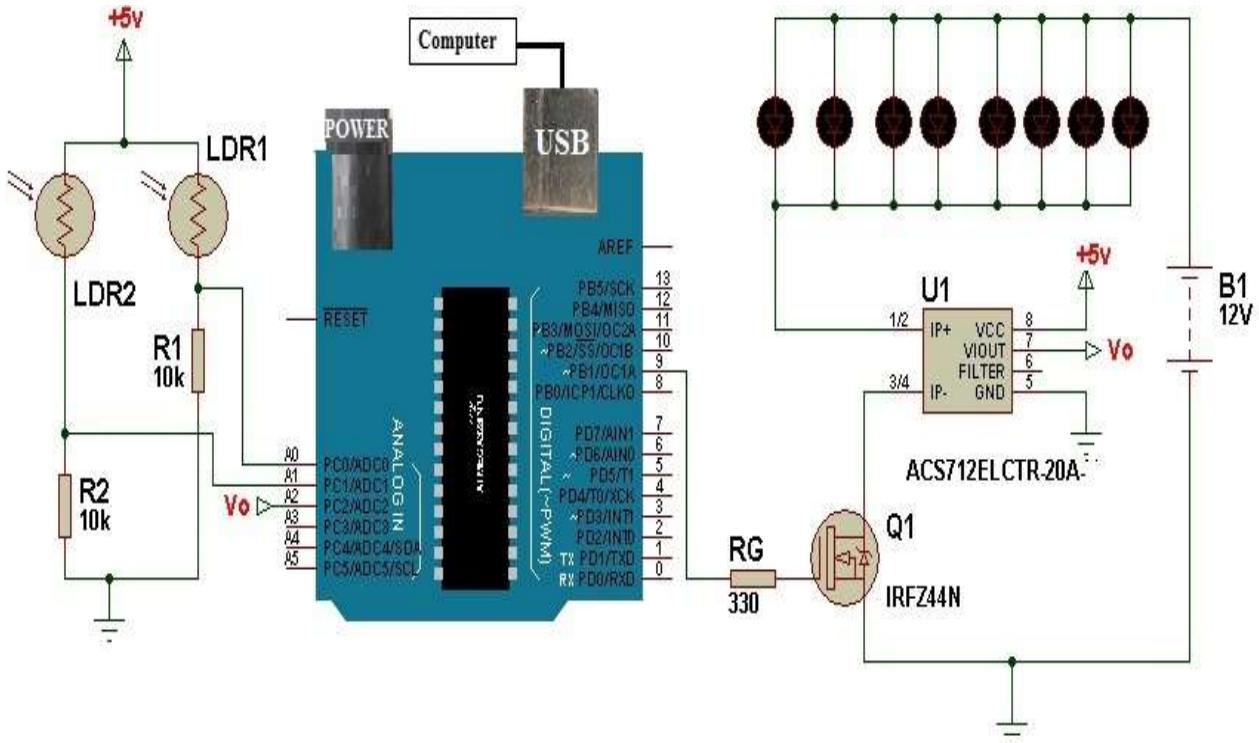 +5v
Computer
POWER
USB
LDR1
LDR2
R1
10k
R2
10k
Vo
A0
A1
A2
A3
A4
A5
RESET
PC0/ADC0
PC1/ADC1
PC2/ADC2
PC3/ADC3
PC4/ADC4/SDA
PC5/ADC5/SCL
ANALOG IN
AREF
PB5/SCK 13
PB4/MISO 12
PB3/MOSI/OC2A 11
~PB2/SS/OC1B 10
~PB1/OC1A 9
PB0/ICP1/CLKO 8
DIGITAL (~PWM)
PD7/AIN1 7
~PD6/AIN0 6
~PD5/T1 5
PD4/T0/XCK 4
~PD3/INT1 3
PD2/INT0 2
TX PD1/TXD 1
RX PD0/RXD 0
RG
330
Q1
IRFZ44N
U1
1/2 IP+
3/4 IP-
VCC 8
VIOUT 7
FILTER 6
GND 5
+5v
Vo
ACS712ELCTR-20A-
B1
12V